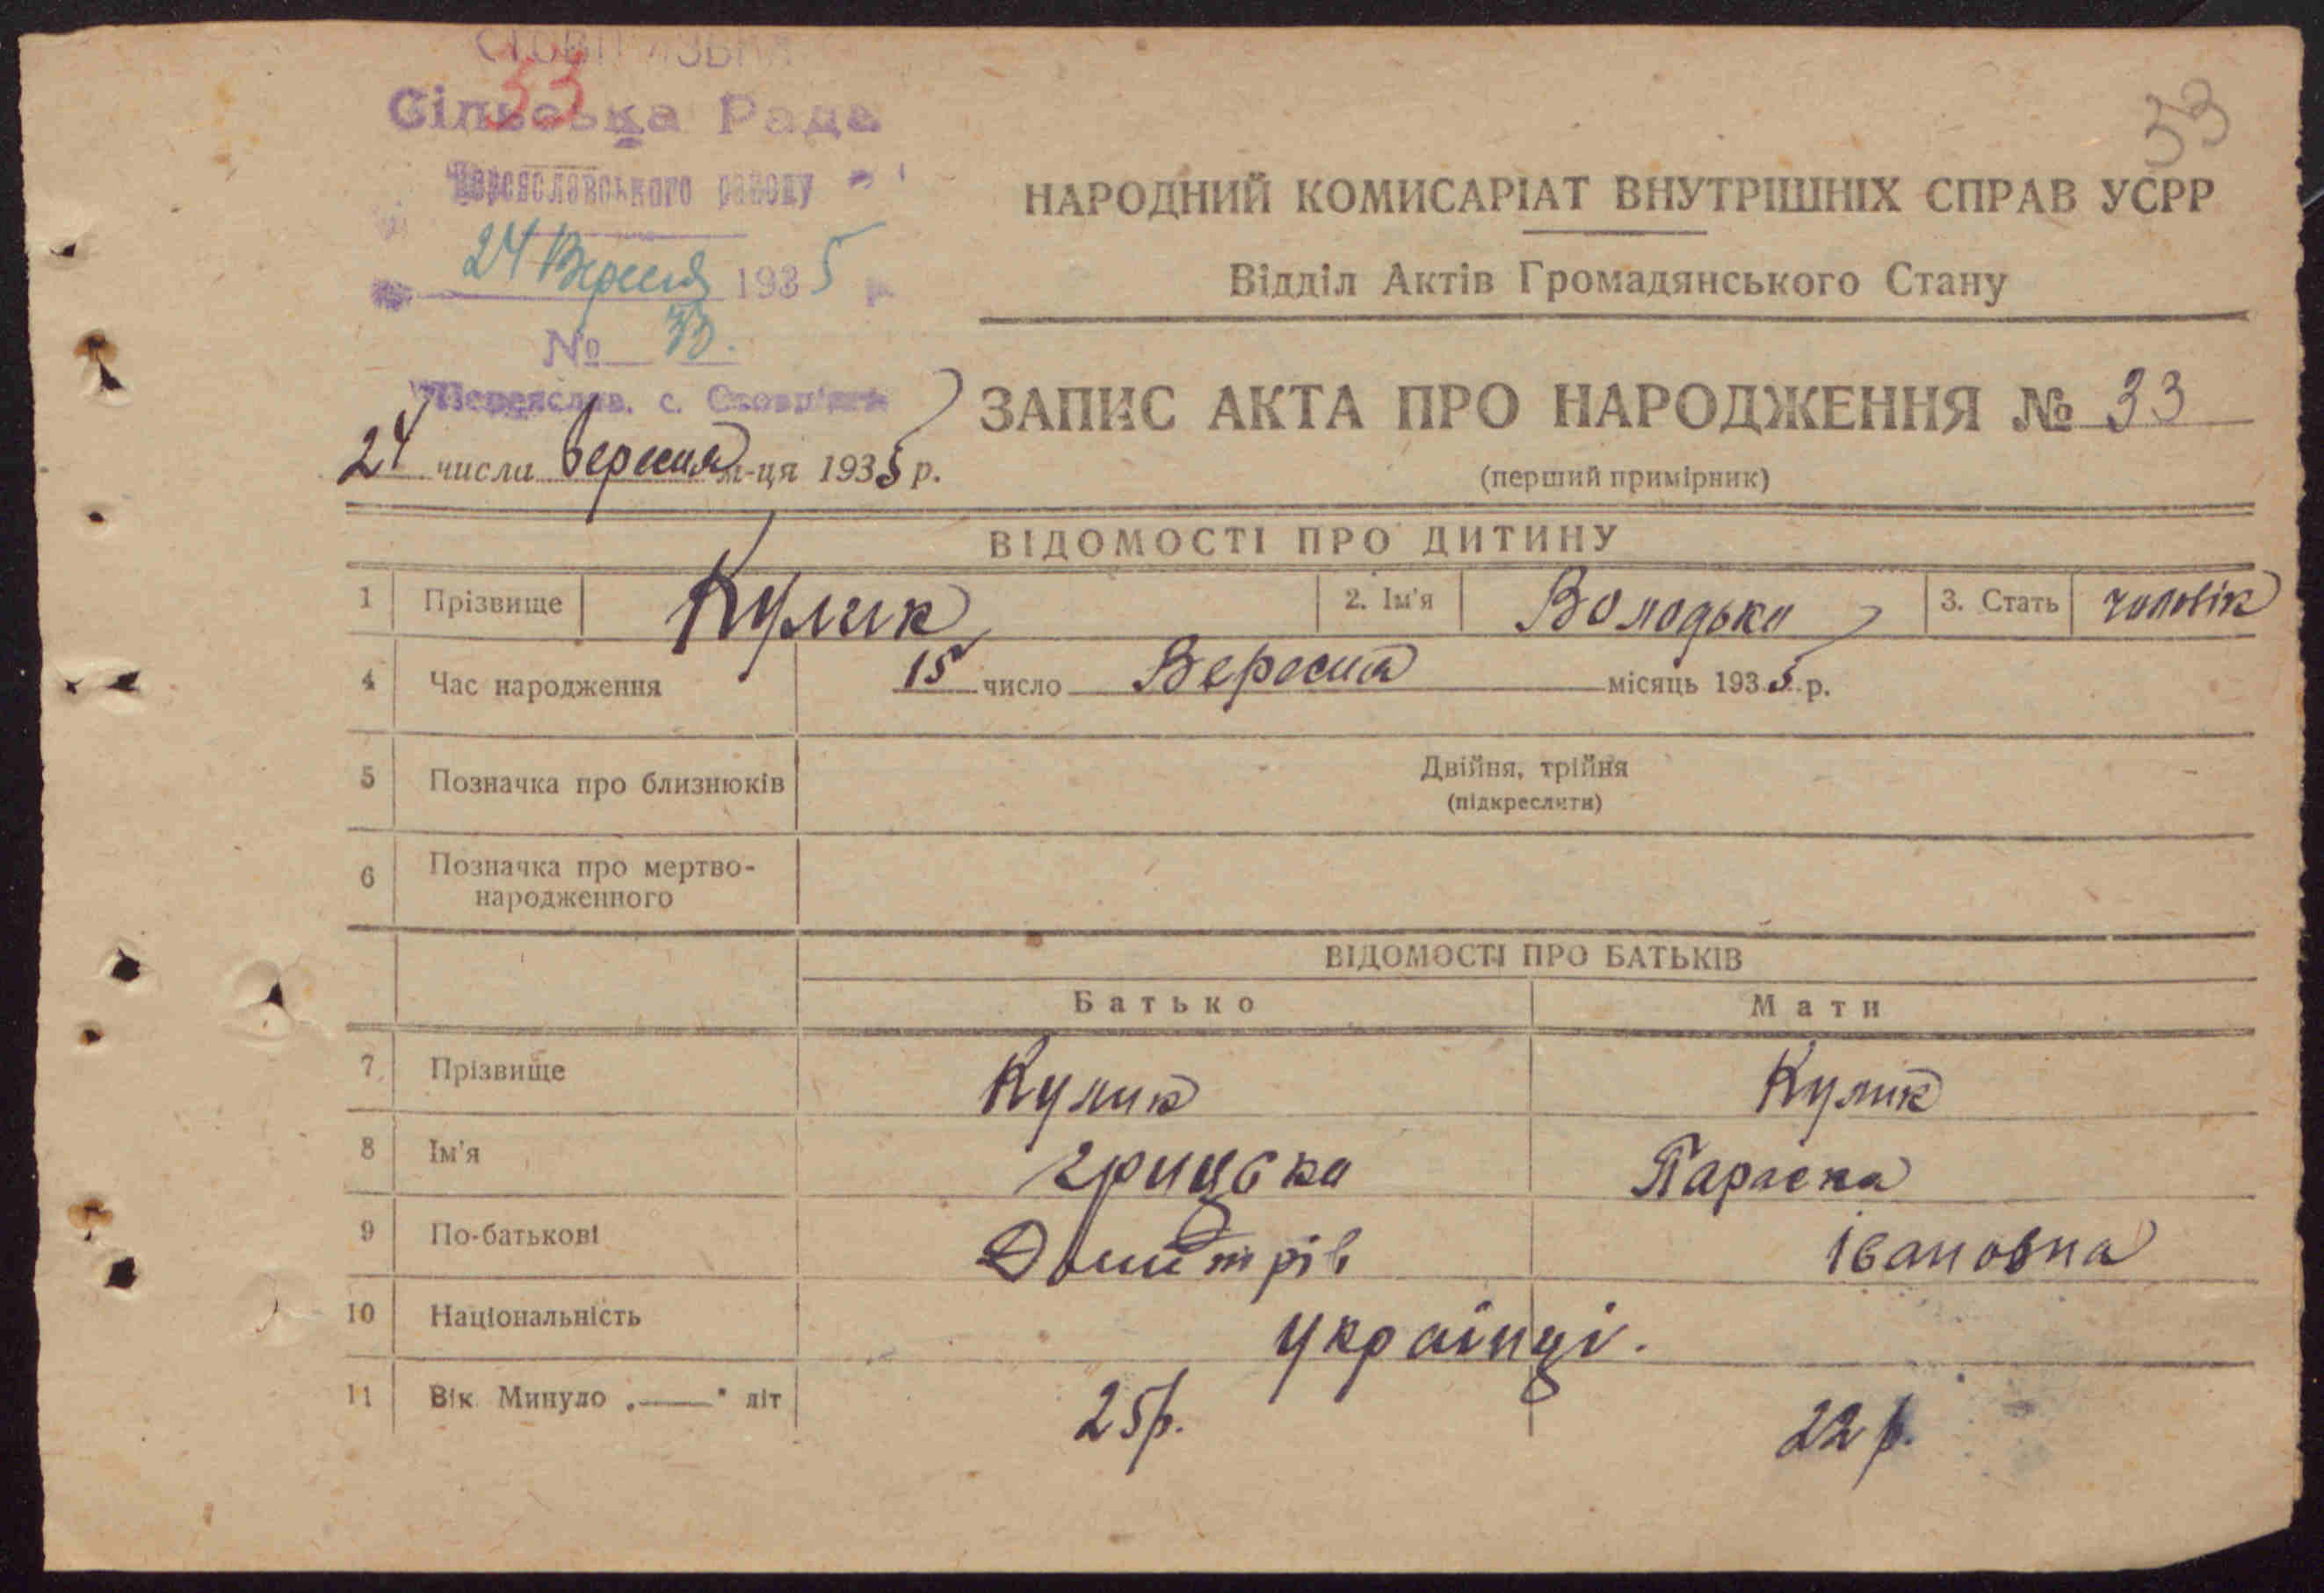 33
Сільська Рада
Переяславського району
24 Вересня 1935 р
№ 33.
Переяслав. с.
53
НАРОДНИЙ КОМИСАРІАТ ВНУТРІШНІХ СПРАВ УСРР
Відділ Актів Громадянського Стану
ЗАПИС АКТА ПРО НАРОДЖЕННЯ № 33
24 числа вересня м-ця 1935 р.
(перший примірник)
ВІДОМОСТІ ПРО ДИТИНУ
1 Прізвище Кулик 2. Ім'я Володько 3. Стать чоловік
4 Час народження 15 число Вересня місяць 1935 р.
5 Позначка про близнюків Двійня, трійня
(підкреслити)
6 Позначка про мертво-
народженного
ВІДОМОСТІ ПРО БАТЬКІВ
Батько Мати
7 Прізвище Кулик Кулик
8 Ім'я грицько Параска
9 По-батькові Дмитрів Івановна
10 Національність українці.
11 Вік Минуло „——" літ 25р. 22 р.